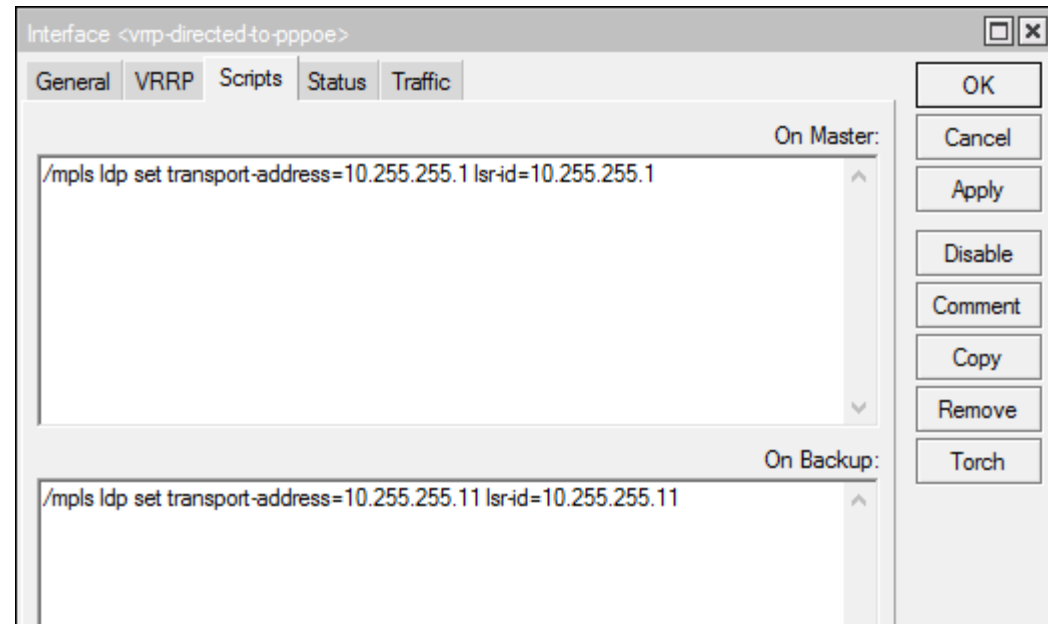 Interface <vrrp-directed-to-pppoe>
General VRRP Scripts Status Traffic
OK
On Master:
Cancel
/mpls ldp set transport-address=10.255.255.1 lsr-id=10.255.255.1
Apply
Disable
Comment
Copy
Remove
On Backup:
Torch
/mpls ldp set transport-address=10.255.255.11 lsr-id=10.255.255.11